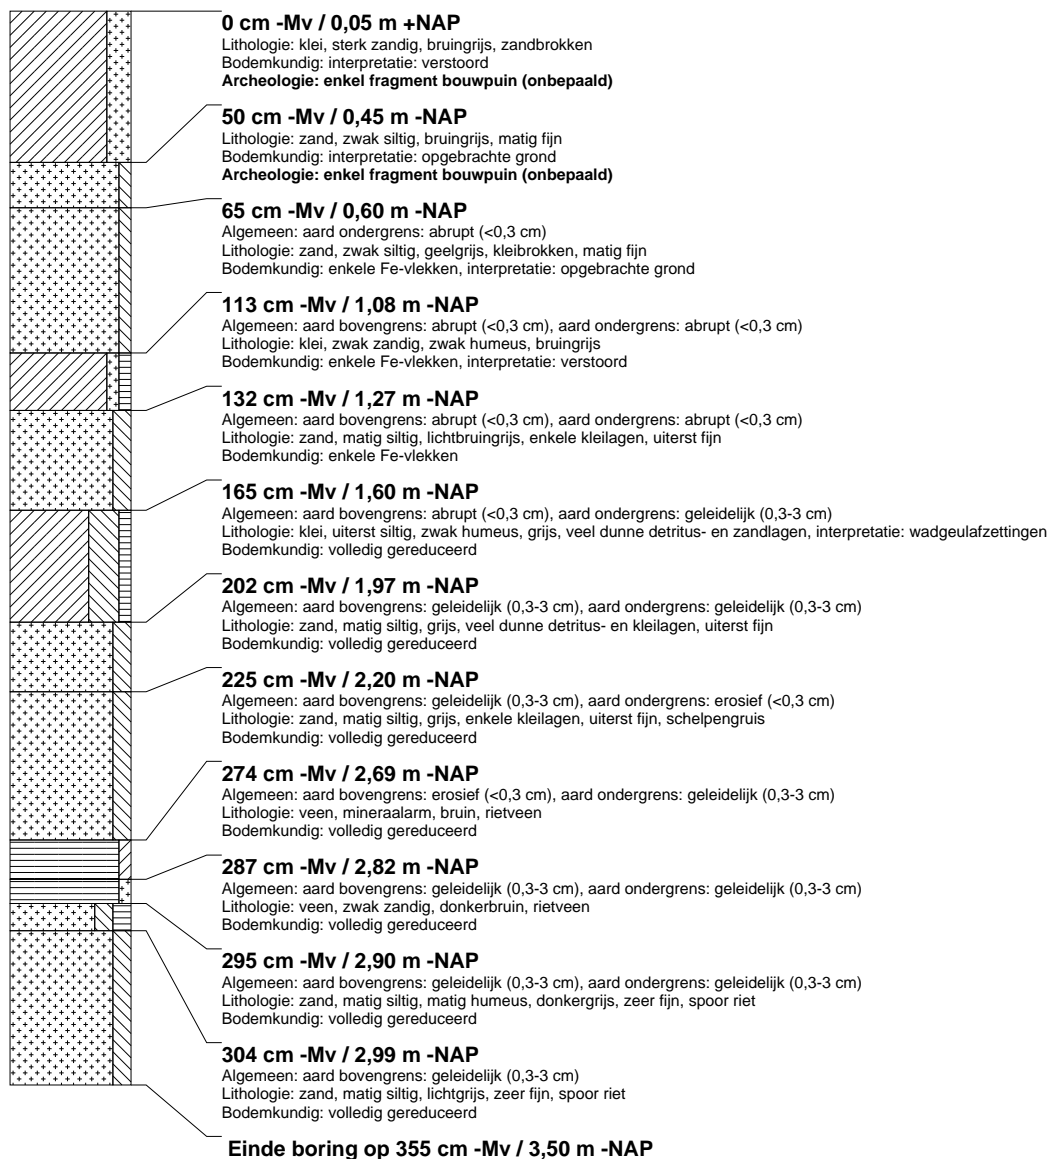 0 cm -Mv / 0,05 m +NAP
Lithologie: klei, sterk zandig, bruingrijs, zandbrokken
Bodemkundig: interpretatie: verstoord
Archeologie: enkel fragment bouwpuin (onbepaald)
50 cm -Mv / 0,45 m -NAP
Lithologie: zand, zwak siltig, bruingrijs, matig fijn
Bodemkundig: interpretatie: opgebrachte grond
Archeologie: enkel fragment bouwpuin (onbepaald)
65 cm -Mv / 0,60 m -NAP
Algemeen: aard ondergrens: abrupt (<0,3 cm)
Lithologie: zand, zwak siltig, geelgrijs, kleibrokken, matig fijn
Bodemkundig: enkele Fe-vlekken, interpretatie: opgebrachte grond
113 cm -Mv / 1,08 m -NAP
Algemeen: aard bovengrens: abrupt (<0,3 cm), aard ondergrens: abrupt (<0,3 cm)
Lithologie: klei, zwak zandig, zwak humeus, bruingrijs
Bodemkundig: enkele Fe-vlekken, interpretatie: verstoord
132 cm -Mv / 1,27 m -NAP
Algemeen: aard bovengrens: abrupt (<0,3 cm), aard ondergrens: abrupt (<0,3 cm)
Lithologie: zand, matig siltig, lichtbruingrijs, enkele kleilagen, uiterst fijn
Bodemkundig: enkele Fe-vlekken
165 cm -Mv / 1,60 m -NAP
Algemeen: aard bovengrens: abrupt (<0,3 cm), aard ondergrens: geleidelijk (0,3-3 cm)
Lithologie: klei, uiterst siltig, zwak humeus, grijs, veel dunne detritus- en zandlagen, interpretatie: wadgeulafzettingen
Bodemkundig: volledig gereduceerd
202 cm -Mv / 1,97 m -NAP
Algemeen: aard bovengrens: geleidelijk (0,3-3 cm), aard ondergrens: geleidelijk (0,3-3 cm)
Lithologie: zand, matig siltig, grijs, veel dunne detritus- en kleilagen, uiterst fijn
Bodemkundig: volledig gereduceerd
225 cm -Mv / 2,20 m -NAP
Algemeen: aard bovengrens: geleidelijk (0,3-3 cm), aard ondergrens: erosief (<0,3 cm)
Lithologie: zand, matig siltig, grijs, enkele kleilagen, uiterst fijn, schelpengruis
Bodemkundig: volledig gereduceerd
274 cm -Mv / 2,69 m -NAP
Algemeen: aard bovengrens: erosief (<0,3 cm), aard ondergrens: geleidelijk (0,3-3 cm)
Lithologie: veen, mineraalarm, bruin, rietveen
Bodemkundig: volledig gereduceerd
287 cm -Mv / 2,82 m -NAP
Algemeen: aard bovengrens: geleidelijk (0,3-3 cm), aard ondergrens: geleidelijk (0,3-3 cm)
Lithologie: veen, zwak zandig, donkerbruin, rietveen
Bodemkundig: volledig gereduceerd
295 cm -Mv / 2,90 m -NAP
Algemeen: aard bovengrens: geleidelijk (0,3-3 cm), aard ondergrens: geleidelijk (0,3-3 cm)
Lithologie: zand, matig siltig, matig humeus, donkergrijs, zeer fijn, spoor riet
Bodemkundig: volledig gereduceerd
304 cm -Mv / 2,99 m -NAP
Algemeen: aard bovengrens: geleidelijk (0,3-3 cm)
Lithologie: zand, matig siltig, lichtgrijs, zeer fijn, spoor riet
Bodemkundig: volledig gereduceerd
Einde boring op 355 cm -Mv / 3,50 m -NAP